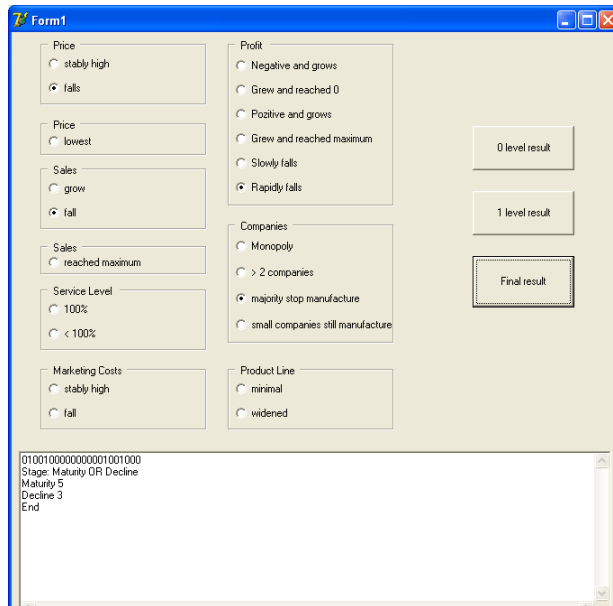 Form1
Price
stably high
falls
Price
lowest
Sales
grow
fall
Sales
reached maximum
Service Level
100%
< 100%
Marketing Costs
stably high
fall
Profit
Negative and grows
Grew and reached 0
Pozitive and grows
Grew and reached maximum
Slowly falls
Rapidly falls
Companies
Monopoly
> 2 companies
majority stop manufacture
small companies still manufacture
Product Line
minimal
widened
0 level result
1 level result
Final result
0100100000000001001000
Stage: Maturity OR Decline
Maturity 5
Decline 3
End